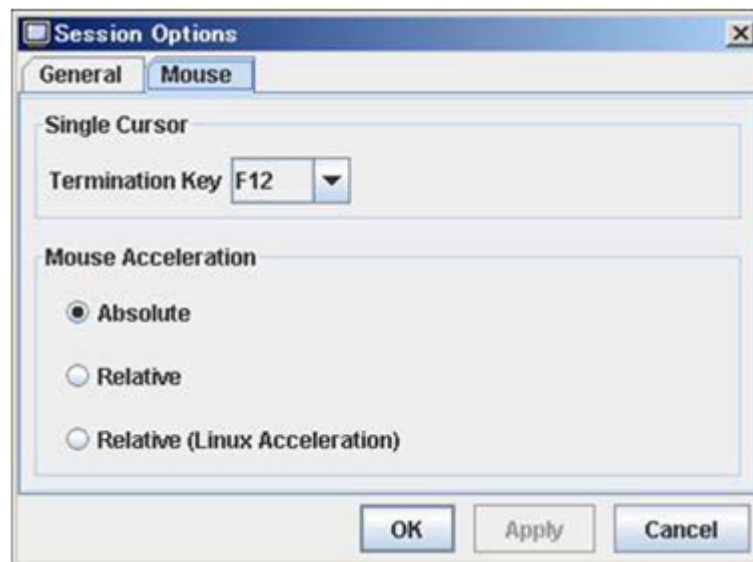 Session Options
General Mouse
Single Cursor
Termination Key F12
Mouse Acceleration
Absolute
Relative
Relative (Linux Acceleration)
OK Apply Cancel